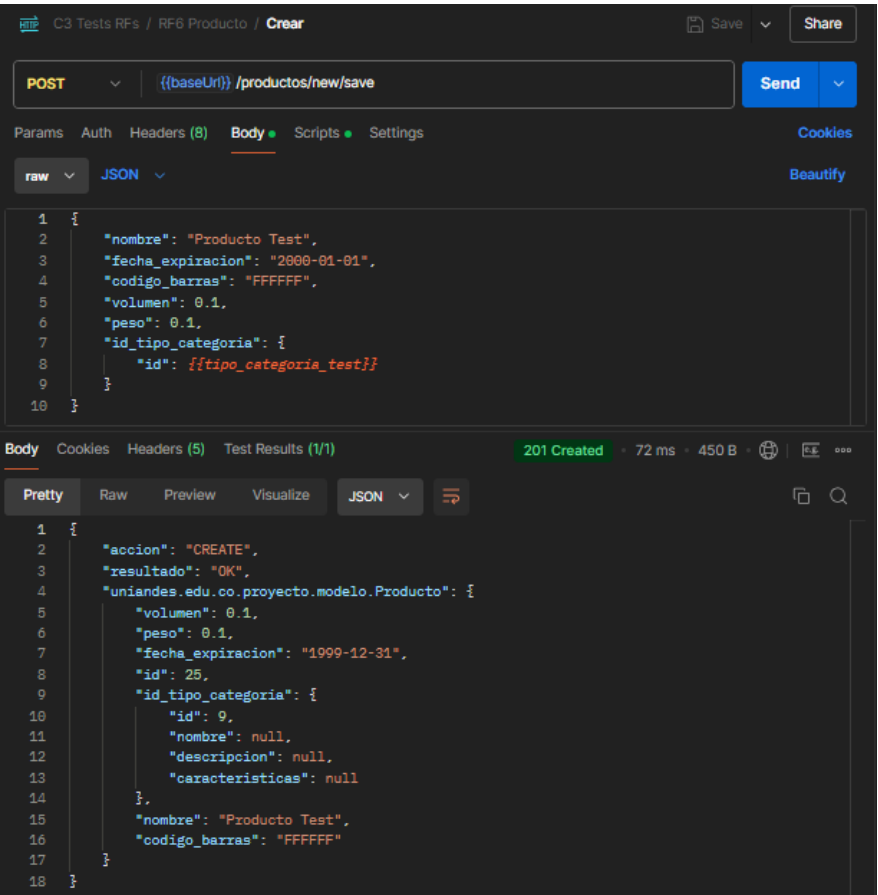 HTTP C3 Tests RFs / RF6 Producto / Crear Save Share
POST {{baseUrl}} /productos/new/save Send
Params Auth Headers (8) Body Scripts Settings Cookies
raw JSON Beautify
1 {
2 "nombre": "Producto Test",
3 "fecha_expiracion": "2000-01-01",
4 "codigo_barras": "FFFFFF",
5 "volumen": 0.1,
6 "peso": 0.1,
7 "id_tipo_categoria": {
8 "id": {{tipo_categoria_test}}
9 }
10 }
Body Cookies Headers (5) Test Results (1/1) 201 Created 72 ms 450 B e.g.
Pretty Raw Preview Visualize JSON
1 {
2 "accion": "CREATE",
3 "resultado": "OK",
4 "uniandes.edu.co.proyecto.modelo.Producto": {
5 "volumen": 0.1,
6 "peso": 0.1,
7 "fecha_expiracion": "1999-12-31",
8 "id": 25,
9 "id_tipo_categoria": {
10 "id": 9,
11 "nombre": null,
12 "descripcion": null,
13 "caracteristicas": null
14 },
15 "nombre": "Producto Test",
16 "codigo_barras": "FFFFFF"
17 }
18 }